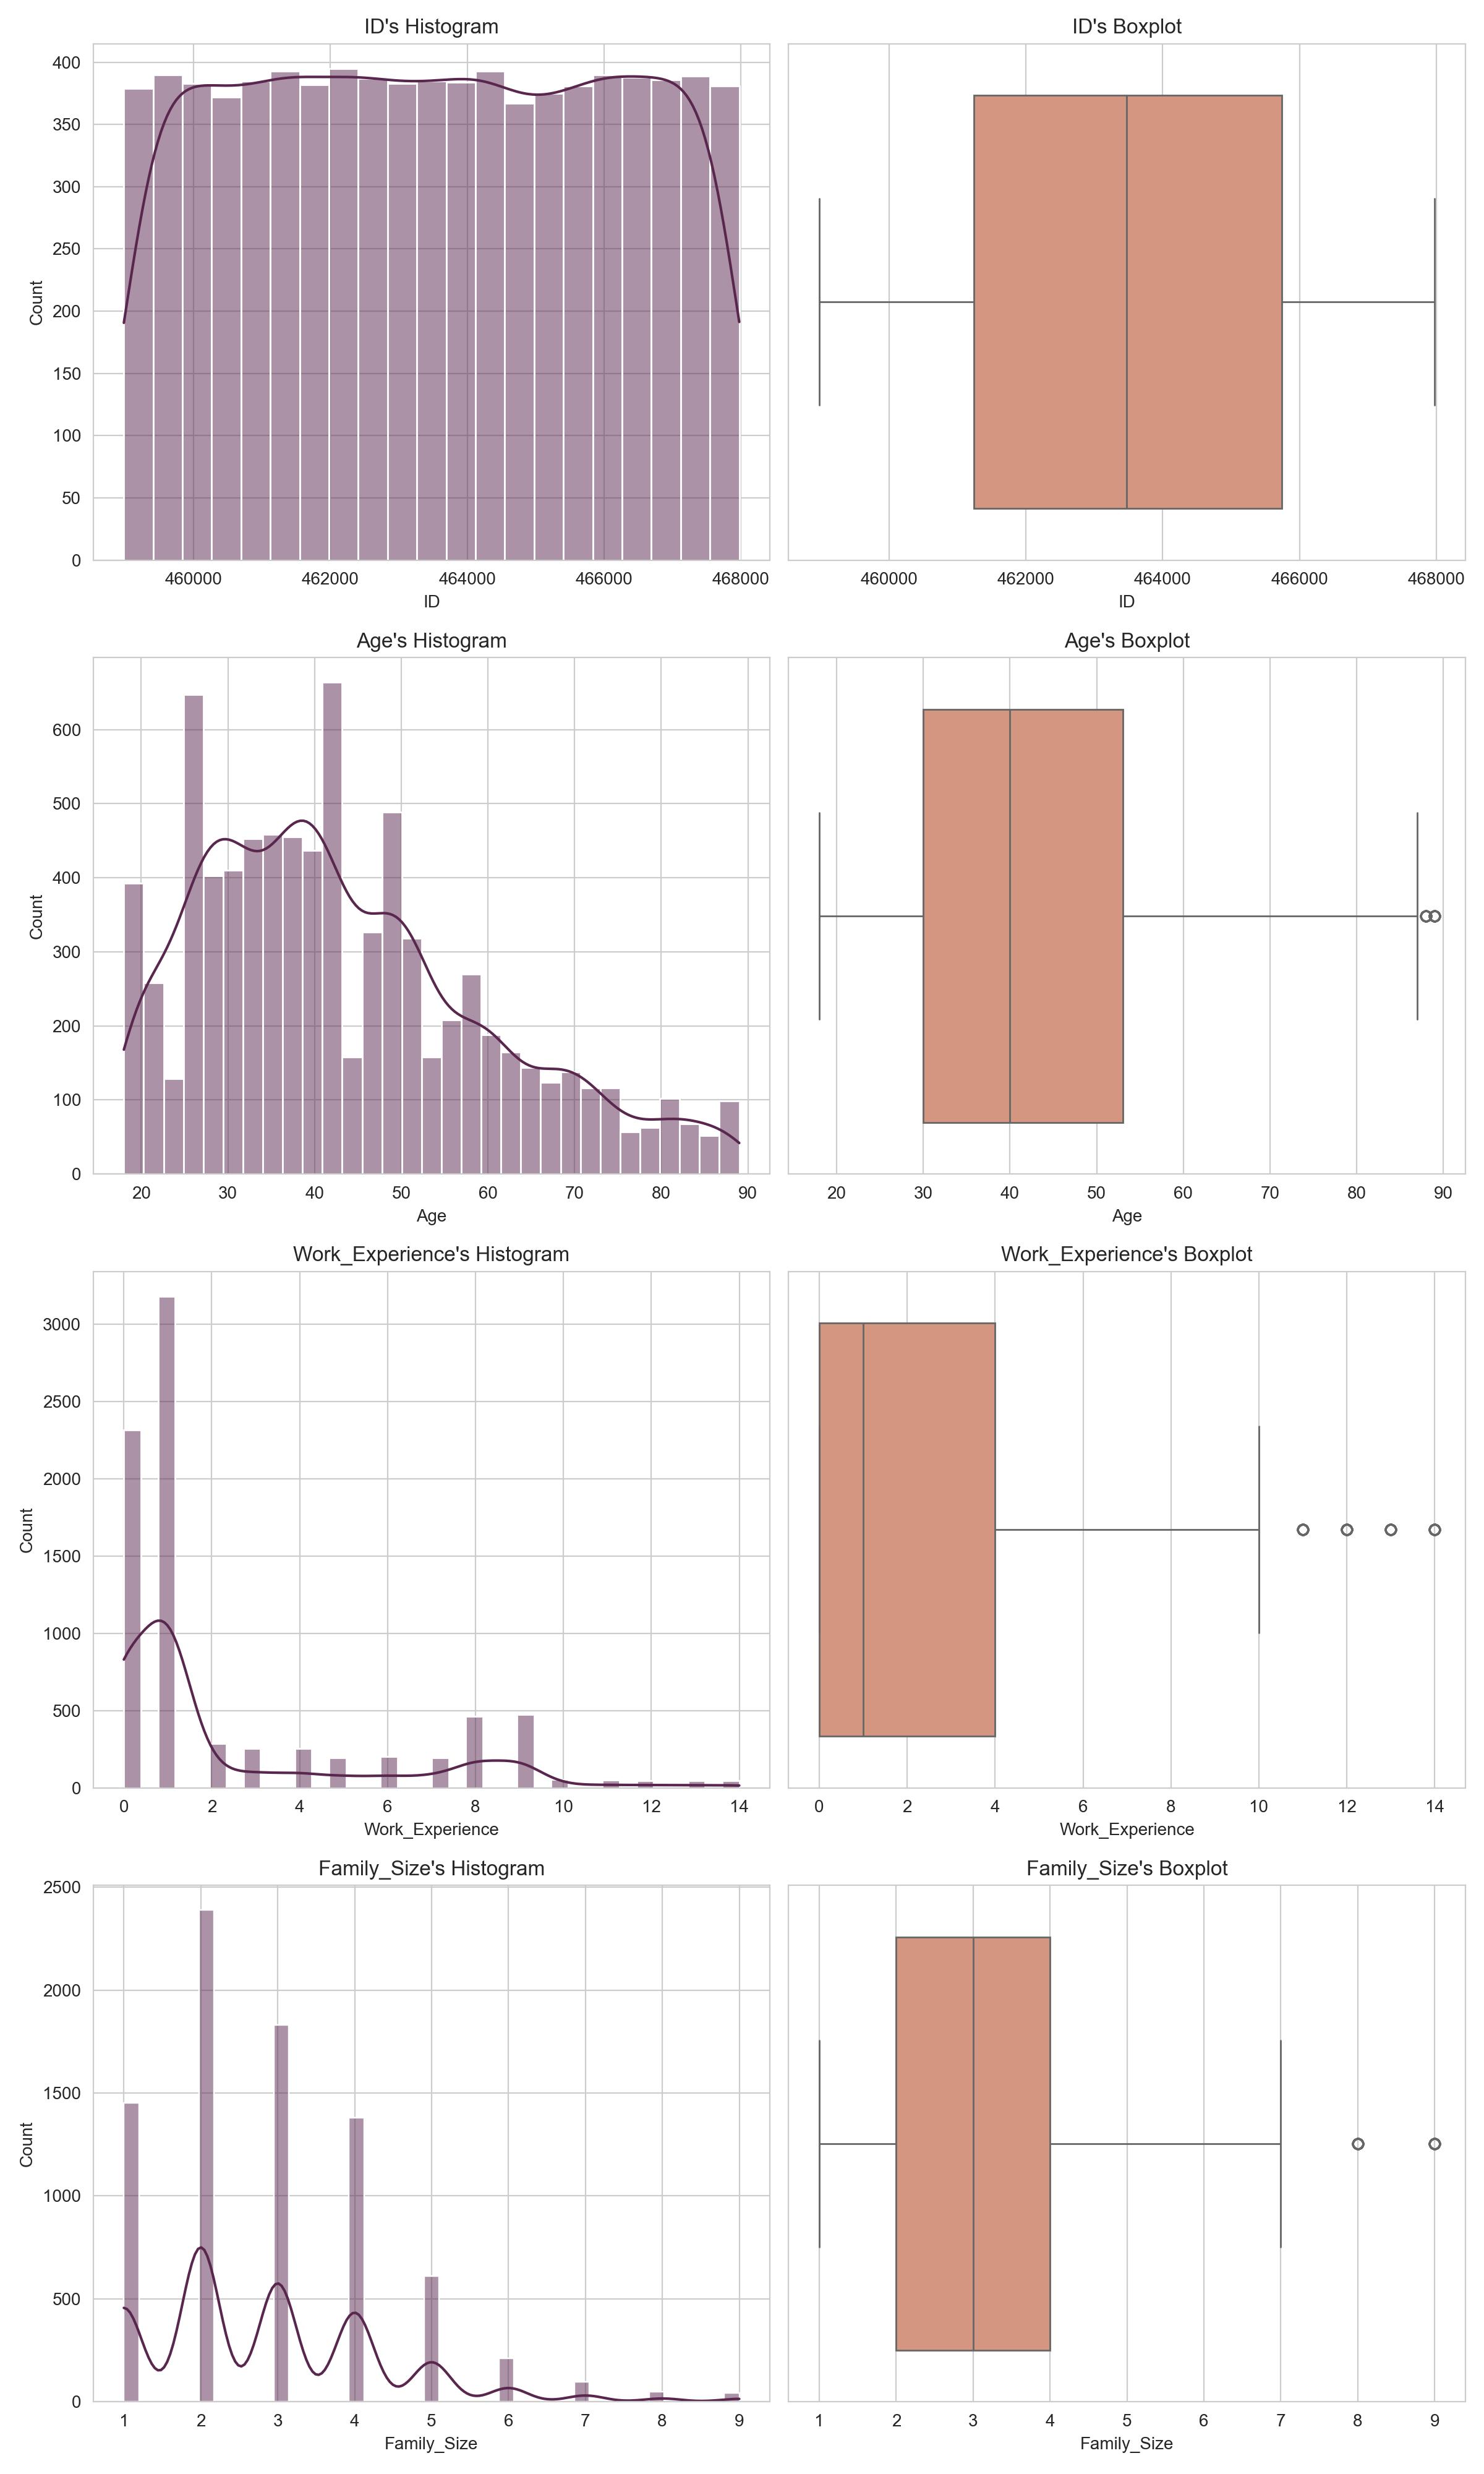 ID's Histogram
400
350
300
250
200
150
100
50
0
Count
460000 462000 464000 466000 468000
ID
ID's Boxplot
460000 462000 464000 466000 468000
ID
Age's Histogram
600
500
400
300
200
100
0
Count
20 30 40 50 60 70 80 90
Age
Age's Boxplot
20 30 40 50 60 70 80 90
Age
Work_Experience's Histogram
3000
2500
2000
1500
1000
500
0
Count
0 2 4 6 8 10 12 14
Work_Experience
Work_Experience's Boxplot
0 2 4 6 8 10 12 14
Work_Experience
Family_Size's Histogram
2500
2000
1500
1000
500
0
Count
1 2 3 4 5 6 7 8 9
Family_Size
Family_Size's Boxplot
1 2 3 4 5 6 7 8 9
Family_Size